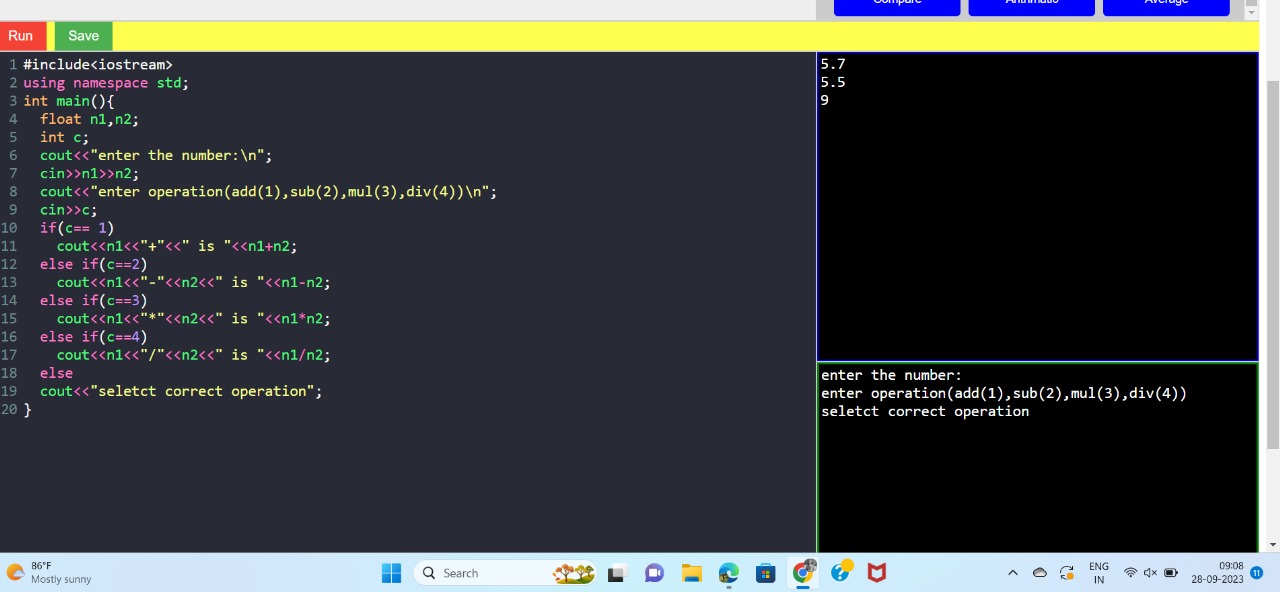 Compare Arithmatic Average
Run Save
1 #include<iostream>
2 using namespace std;
3 int main(){
4   float n1,n2;
5   int c;
6   cout<<"enter the number:\n";
7   cin>>n1>>n2;
8   cout<<"enter operation(add(1),sub(2),mul(3),div(4))\n";
9   cin>>c;
10   if(c== 1)
11     cout<<n1<<"+"<<" is "<<n1+n2;
12   else if(c==2)
13     cout<<n1<<"-"<<n2<<" is "<<n1-n2;
14   else if(c==3)
15     cout<<n1<<"*"<<n2<<" is "<<n1*n2;
16   else if(c==4)
17     cout<<n1<<"/"<<n2<<" is "<<n1/n2;
18   else
19   cout<<"seletct correct operation";
20 }
5.7
5.5
9
enter the number:
enter operation(add(1),sub(2),mul(3),div(4))
seletct correct operation
86°F
Mostly sunny
Search
ENG
IN
09:08
28-09-2023
11